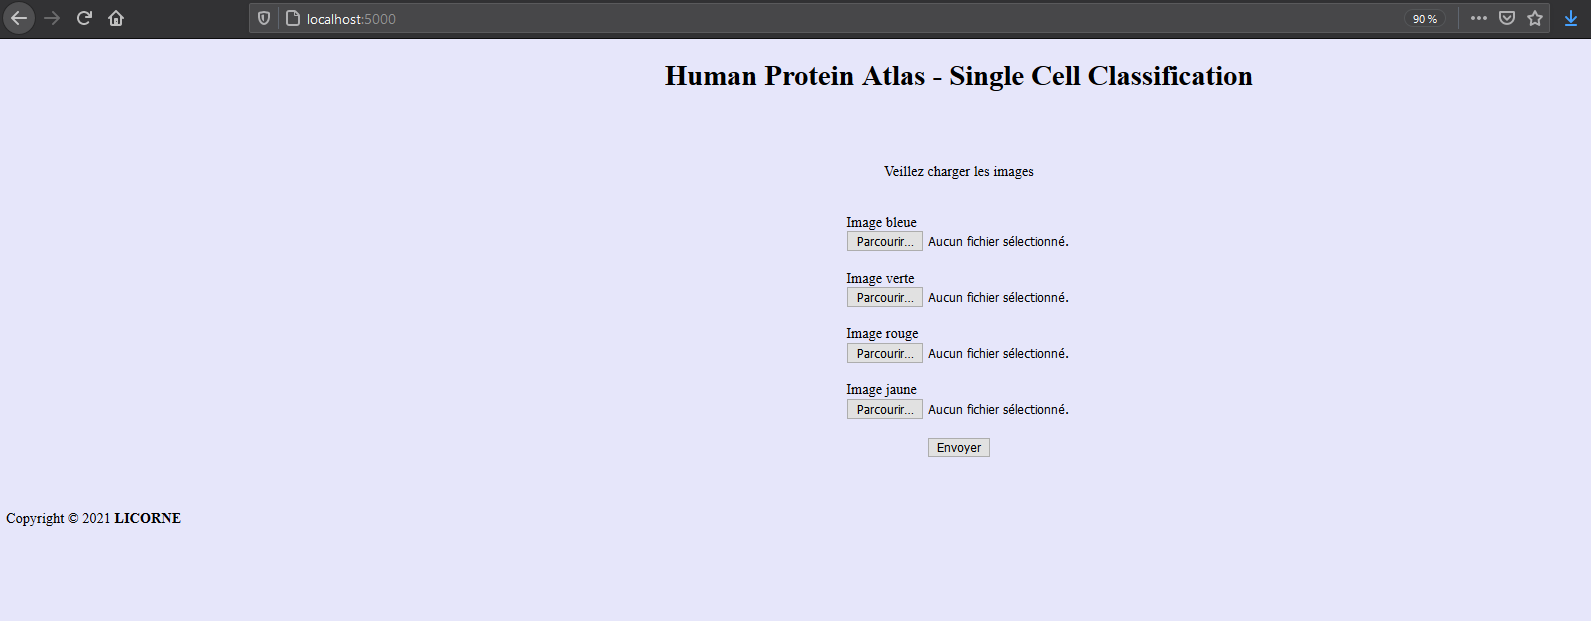 localhost:5000
90 %
Human Protein Atlas - Single Cell Classification
Veillez charger les images
Image bleue
Parcourir... Aucun fichier sélectionné.
Image verte
Parcourir... Aucun fichier sélectionné.
Image rouge
Parcourir... Aucun fichier sélectionné.
Image jaune
Parcourir... Aucun fichier sélectionné.
Envoyer
Copyright © 2021 LICORNE